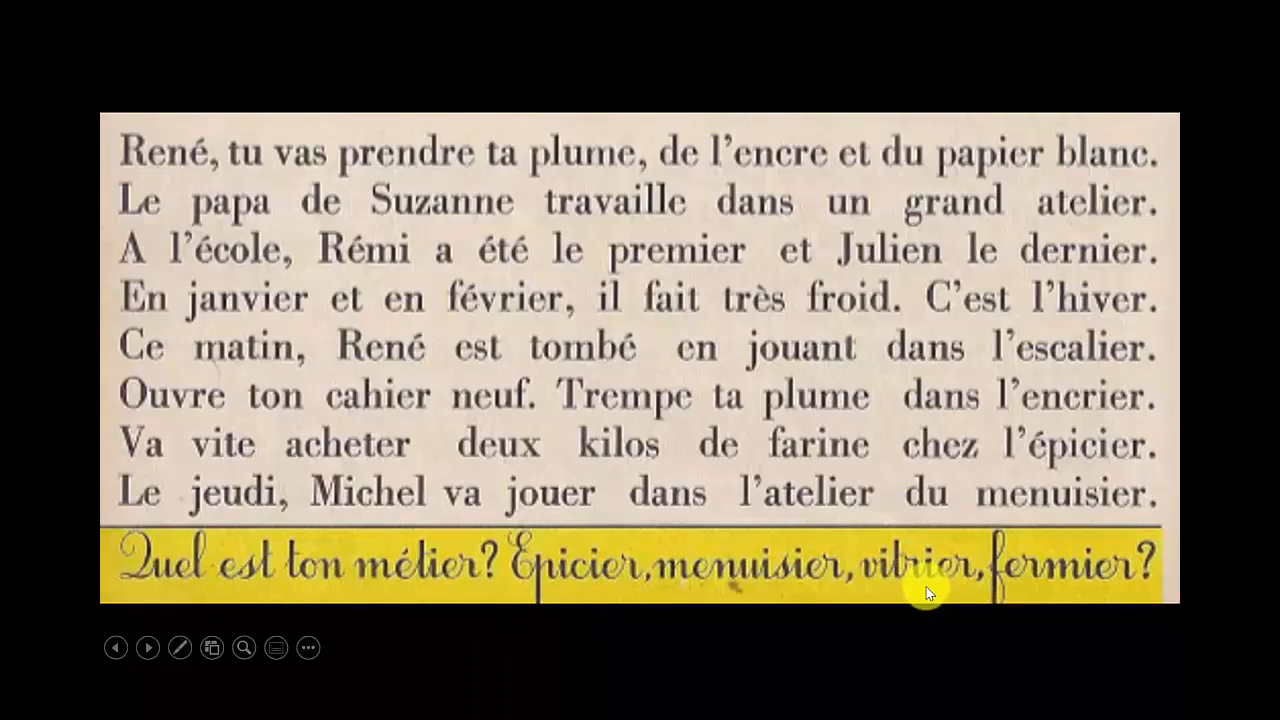 René, tu vas prendre ta plume, de l'encre et du papier blanc.
Le papa de Suzanne travaille dans un grand atelier.
A l'école, Rémi a été le premier et Julien le dernier.
En janvier et en février, il fait très froid. C'est l'hiver.
Ce matin, René est tombé en jouant dans l'escalier.
Ouvre ton cahier neuf. Trempe ta plume dans l'encrier.
Va vite acheter deux kilos de farine chez l'épicier.
Le jeudi, Michel va jouer dans l'atelier du menuisier.
Quel est ton métier? Epicier, menuisier, vitrier, fermier?